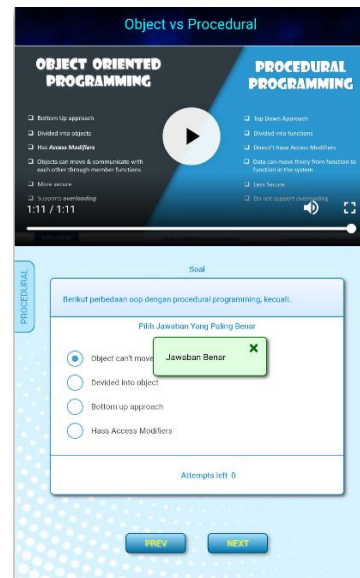 Object vs Procedural
OBJECT ORIENTED
PROGRAMMING
Bottom Up approach
Divided into objects
Has Access Modifiers
Objects can move & communicate with
each other through member functions
More secure
Supports overloading
PROCEDURAL
PROGRAMMING
Top Down Approach
Divided into functions
Doesn't have Access Modifiers
Data can move freely from function to
function in the system
Less Secure
Do not support overloading
1:11 / 1:11
PROCEDURAL
Soal
Berikut perbedaan oop dengan procedural programming, kecuali..
Pilih Jawaban Yang Paling Benar
Object can't move
Jawaban Benar
Devided into object
Bottom up approach
Hass Access Modifiers
Attempts left 0
PREV
NEXT